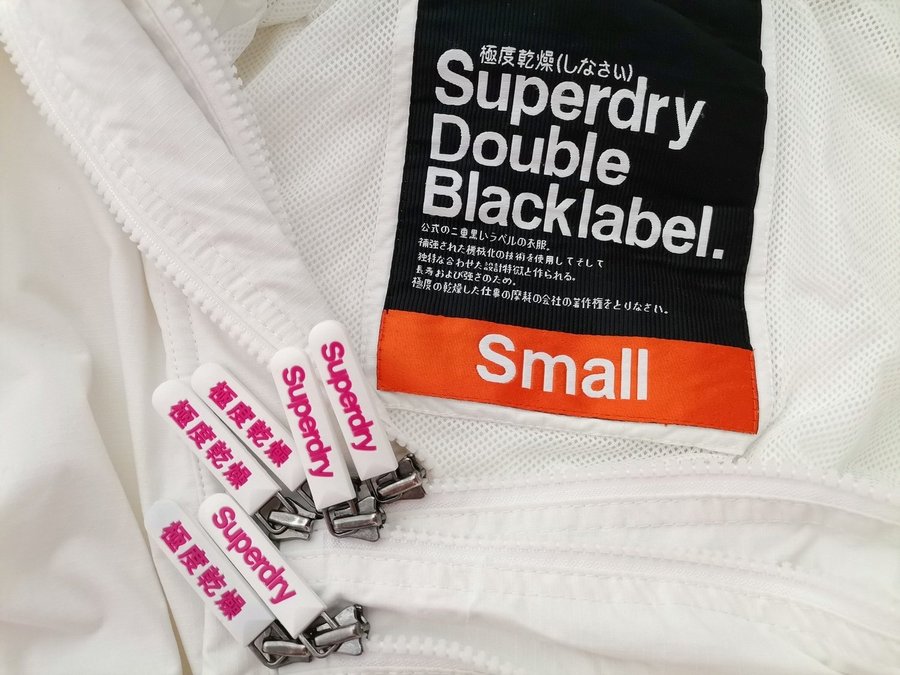 極度乾燥(しなさい)
Superdry
Double
Blacklabel.
公式の二重黒いラベルの衣服.
補強された機械化の技術を使用してそして
独特な合わせた設計特徴と作られる.
長寿および強さのため.
極度の乾燥した仕事の摩耗の会社の著作権をとりなさい.
Small
極度乾燥
極度乾燥
Superdry
Superdry
極度乾燥
Superdry